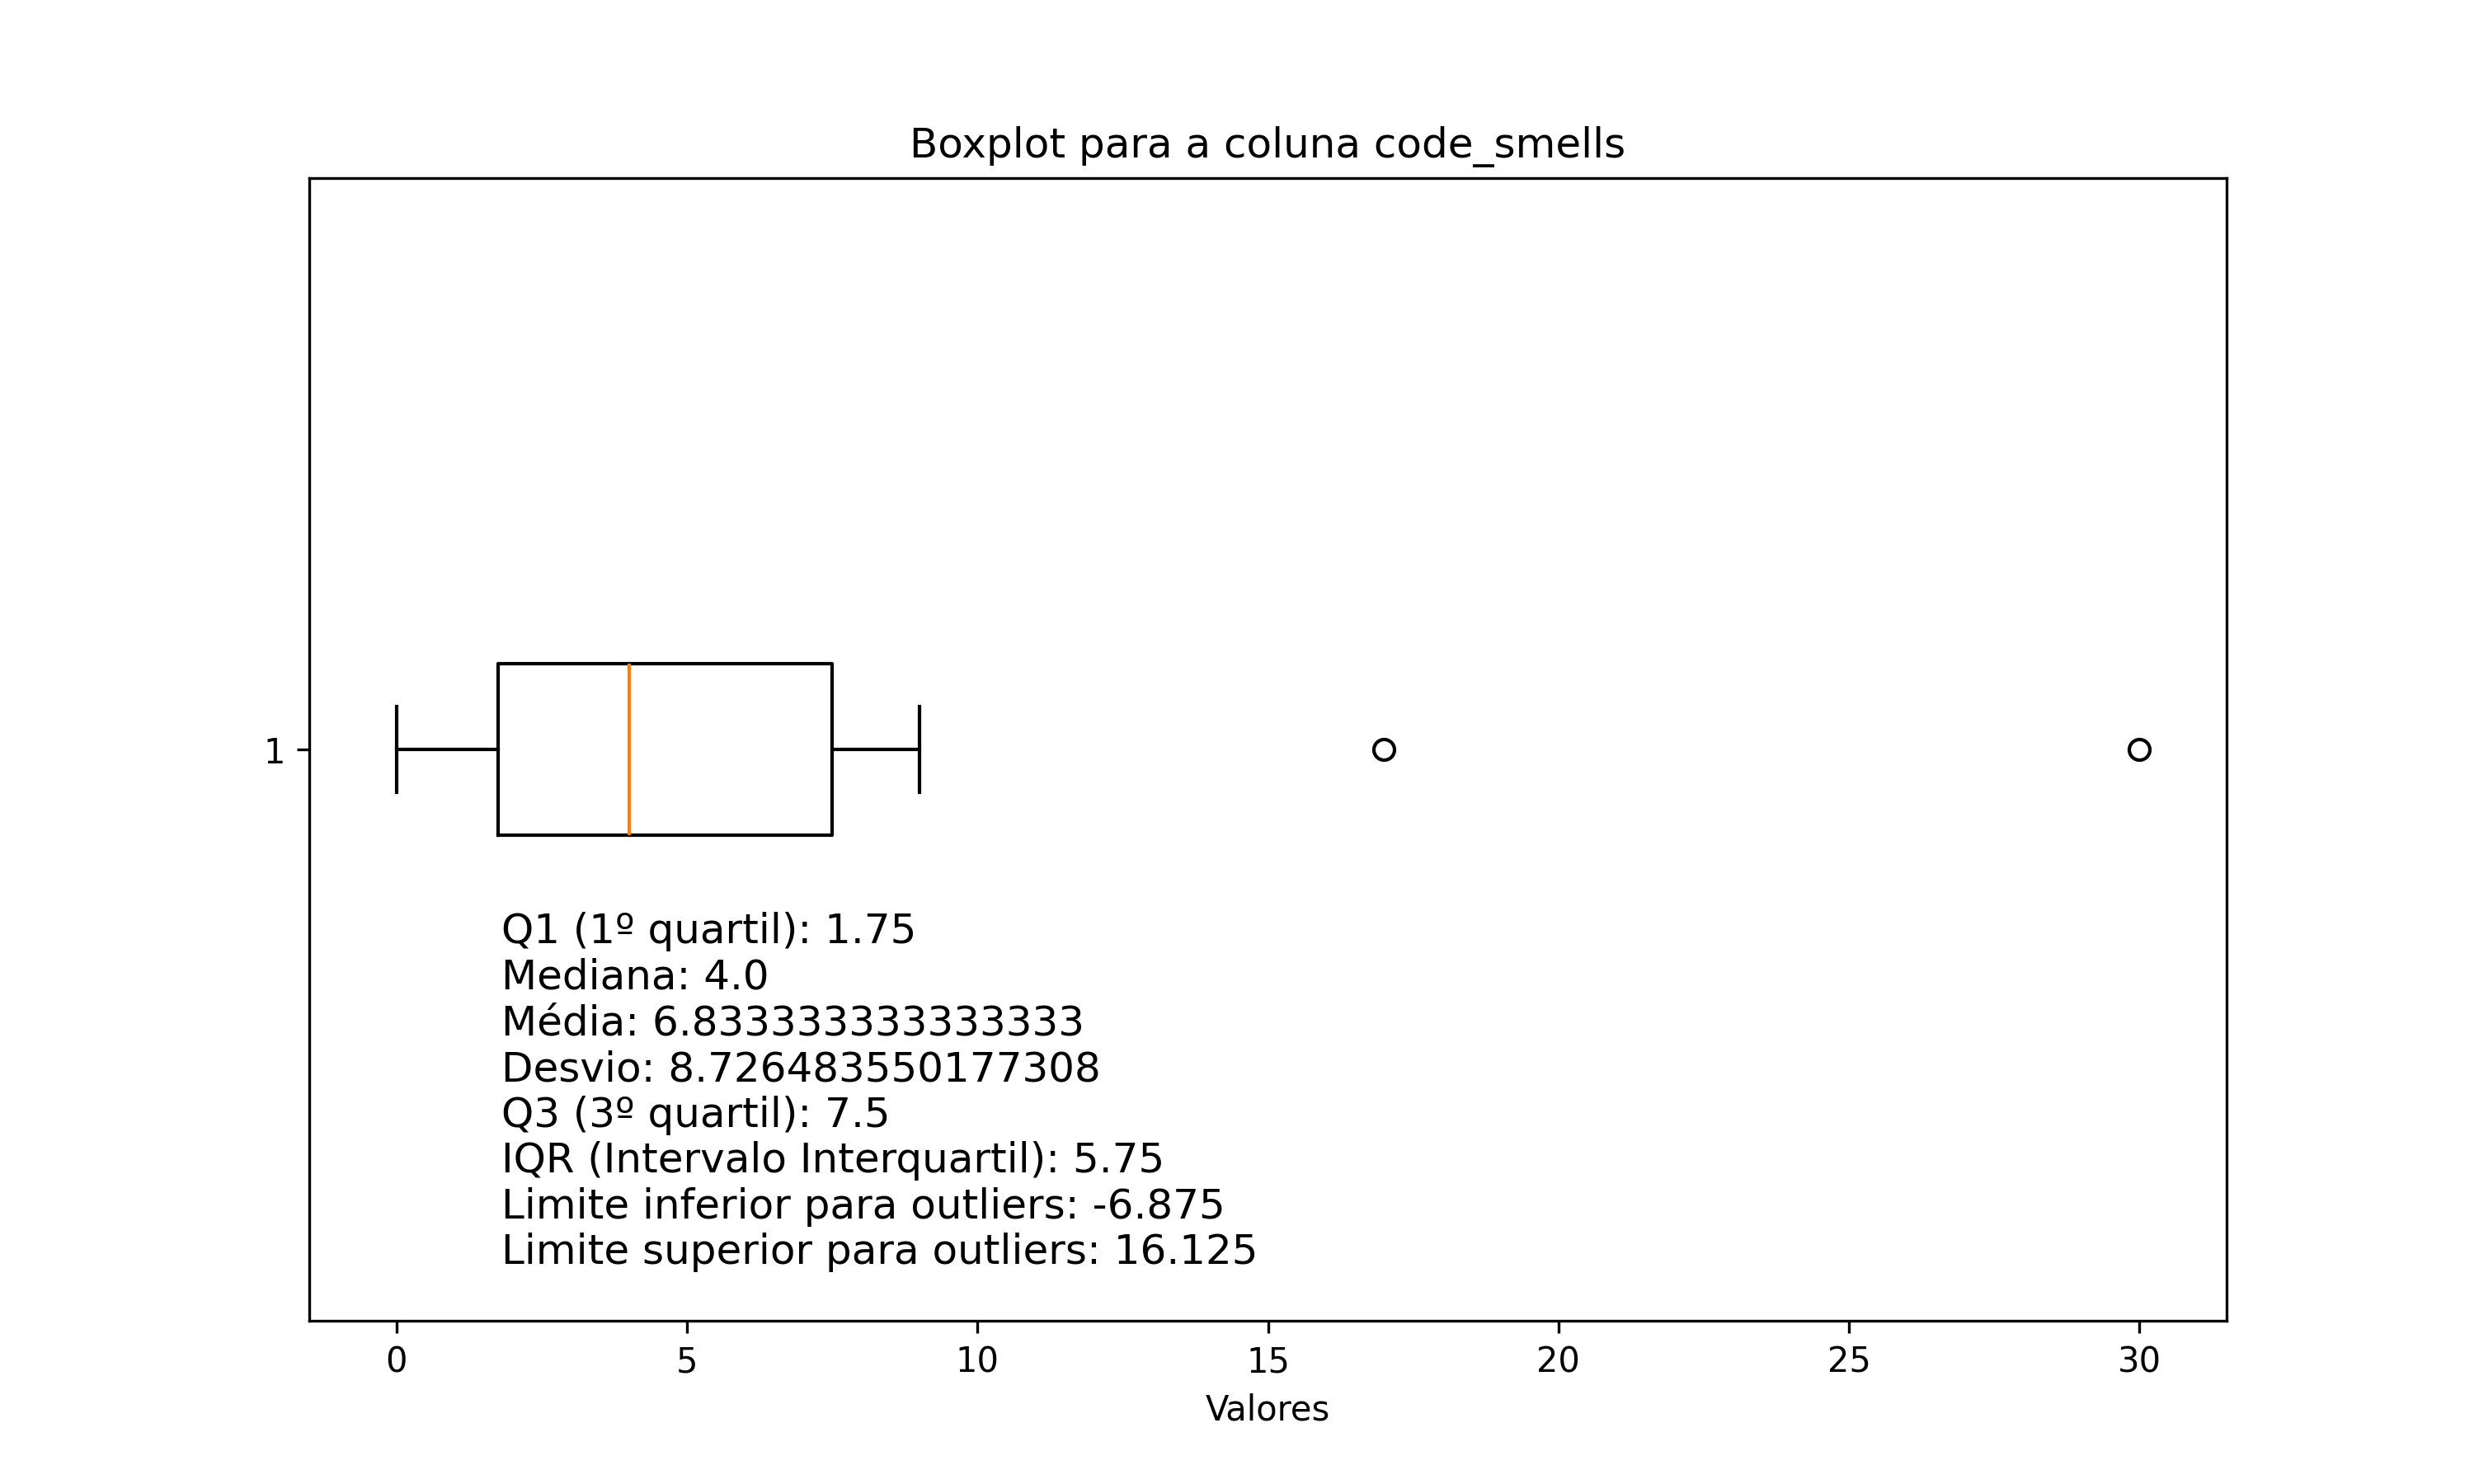 Boxplot para a coluna code_smells
1
Q1 (1º quartil): 1.75
Mediana: 4.0
Média: 6.833333333333333
Desvio: 8.726483550177308
Q3 (3º quartil): 7.5
IQR (Intervalo Interquartil): 5.75
Limite inferior para outliers: -6.875
Limite superior para outliers: 16.125
0 5 10 15 20 25 30
Valores